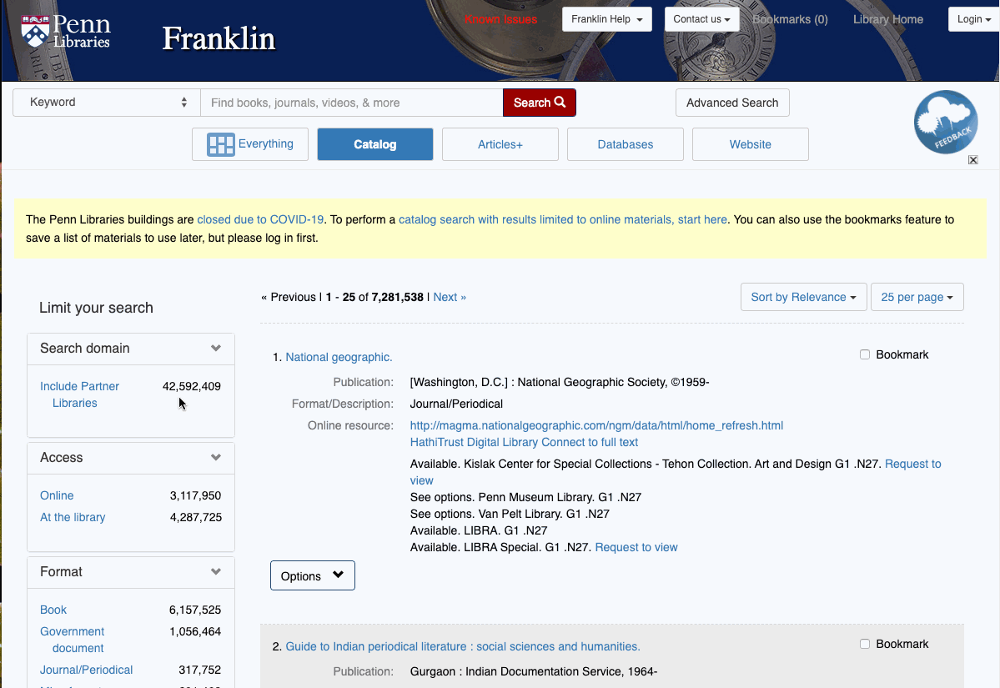 Penn Libraries
Franklin
Known Issues
Franklin Help
Contact us
Bookmarks (0)
Library Home
Login
Keyword
Find books, journals, videos, & more
Search
Advanced Search
FEEDBACK
Everything
Catalog
Articles+
Databases
Website
The Penn Libraries buildings are closed due to COVID-19. To perform a catalog search with results limited to online materials, start here. You can also use the bookmarks feature to
save a list of materials to use later, but please log in first.
Limit your search
Search domain
Include Partner 42,592,409
Libraries
Access
Online 3,117,950
At the library 4,287,725
Format
Book 6,157,525
Government 1,056,464
document
Journal/Periodical 317,752
« Previous | 1 - 25 of 7,281,538 | Next »
Sort by Relevance
25 per page
1. National geographic.
Bookmark
Publication: [Washington, D.C.] : National Geographic Society, ©1959-
Format/Description: Journal/Periodical
Online resource: http://magma.nationalgeographic.com/ngm/data/html/home_refresh.html
HathiTrust Digital Library Connect to full text
Available. Kislak Center for Special Collections - Tehon Collection. Art and Design G1 .N27. Request to
view
See options. Penn Museum Library. G1 .N27
See options. Van Pelt Library. G1 .N27
Available. LIBRA. G1 .N27
Available. LIBRA Special. G1 .N27. Request to view
Options
2. Guide to Indian periodical literature : social sciences and humanities.
Bookmark
Publication: Gurgaon : Indian Documentation Service, 1964-